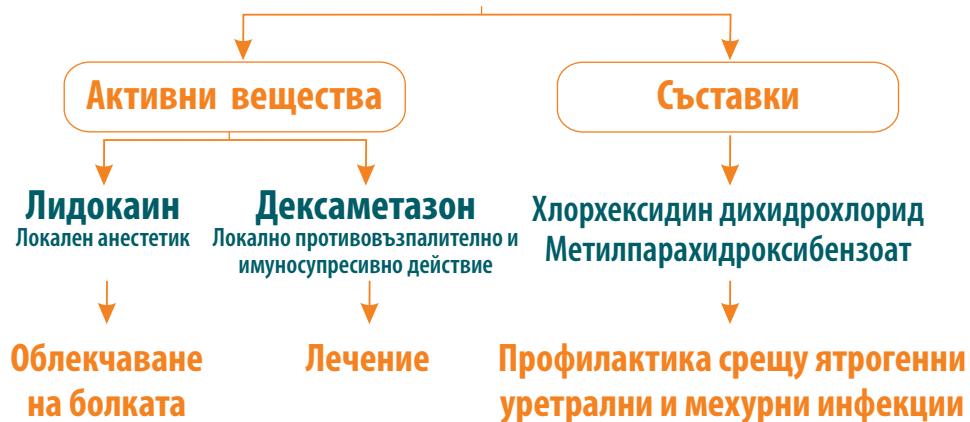 Активни вещества
Съставки
Лидокаин
Локален анестетик
Дексаметазон
Локално противовъзпалително и
имуносупресивно действие
Хлорхексидин дихидрохлорид
Метилпарахидроксибензоат
Облекчаване
на болката
Лечение
Профилактика срещу ятрогенни
уретрални и мехурни инфекции